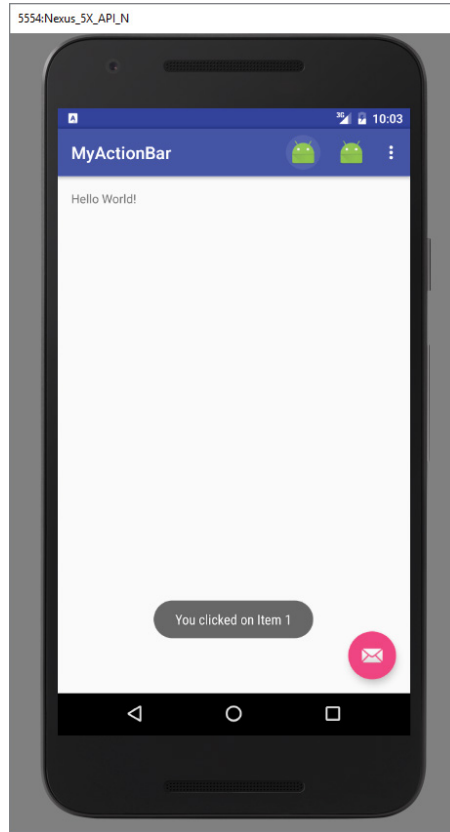 5554:Nexus_5X_API_N
3G 10:03
MyActionBar
Hello World!
You clicked on Item 1